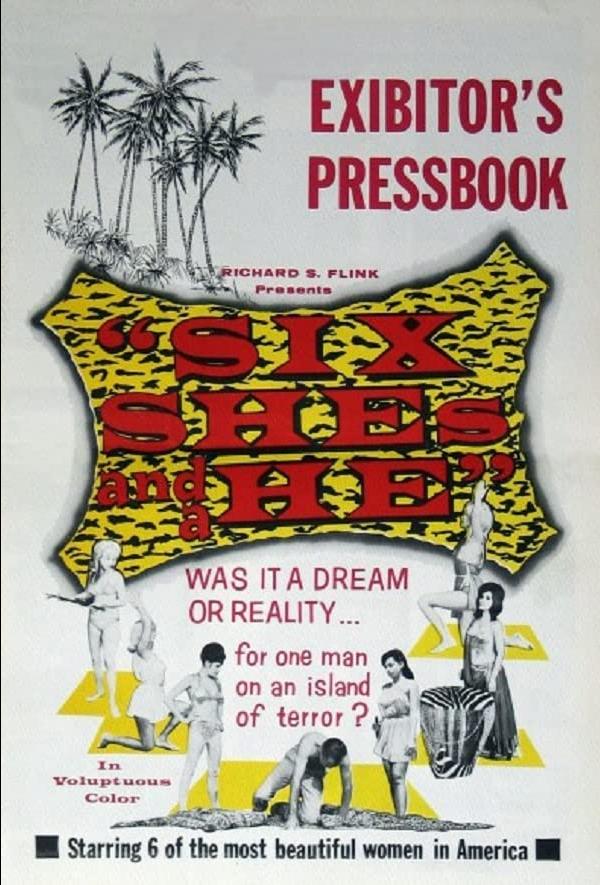 EXIBITOR'S
PRESSBOOK
RICHARD S. FLINK
Presents
"SIX
SHEs
and
a HE"
WAS IT A DREAM
OR REALITY...
for one man
on an island
of terror?
In
Voluptuous
Color
Starring 6 of the most beautiful women in America